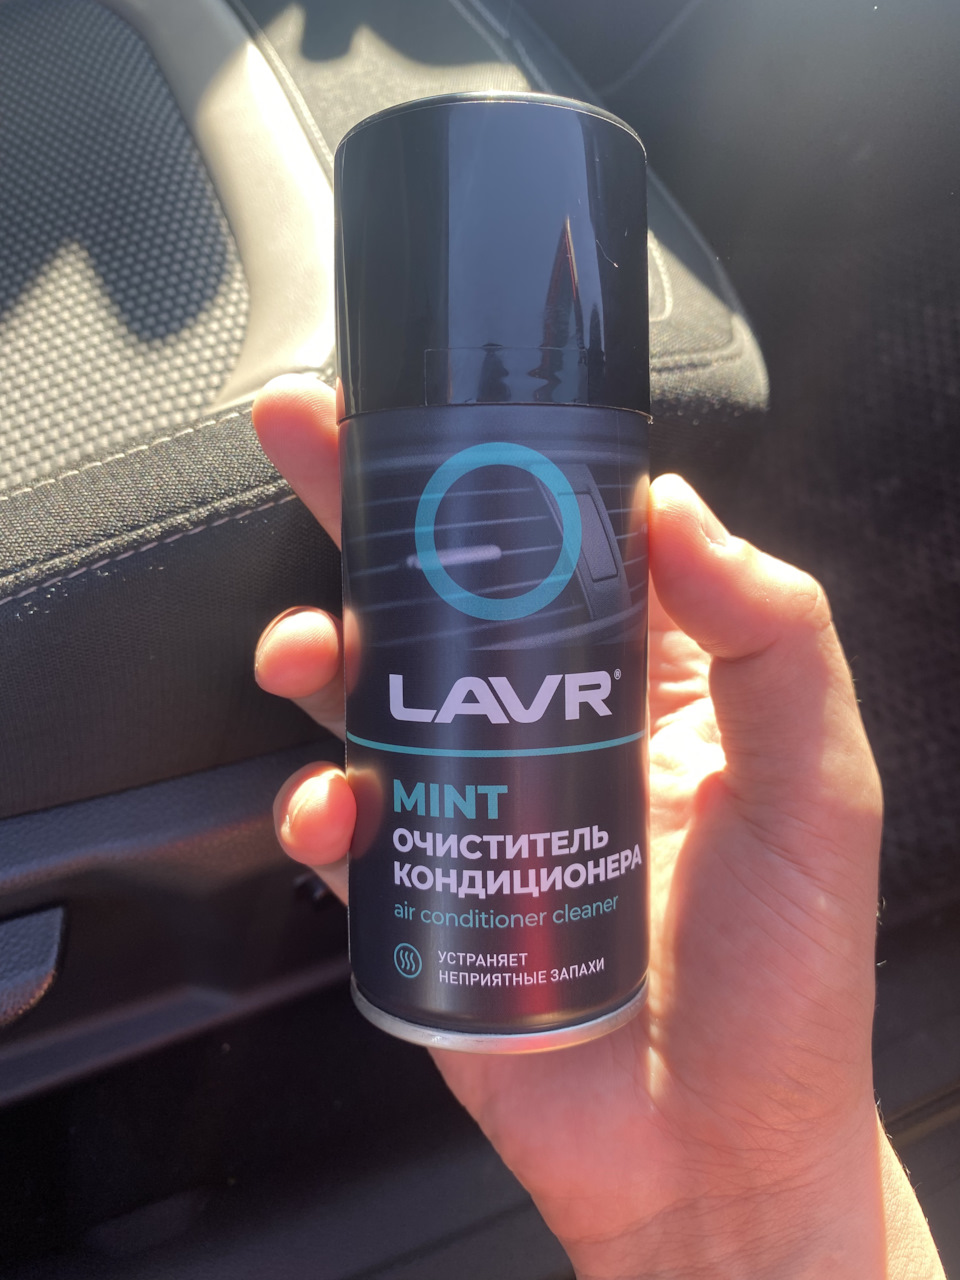 LAVR®
MINT
ОЧИСТИТЕЛЬ
КОНДИЦИОНЕРА
air conditioner cleaner
УСТРАНЯЕТ
НЕПРИЯТНЫЕ ЗАПАХИ